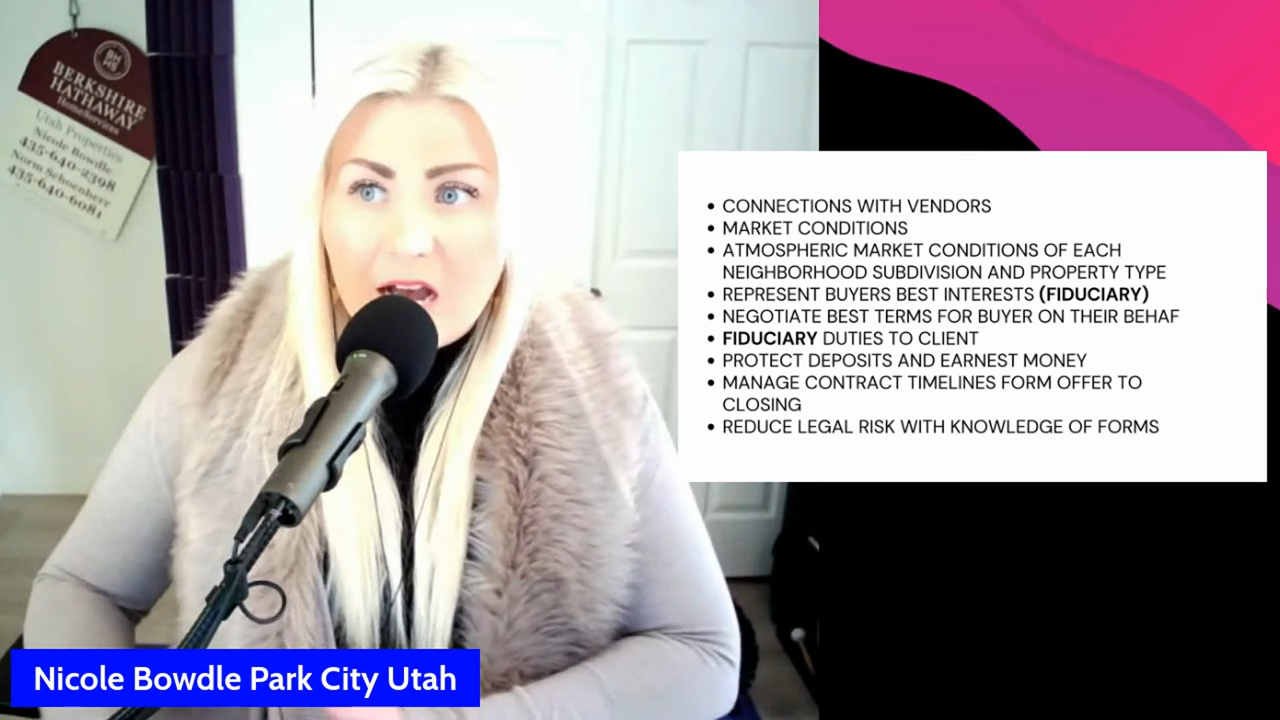 BH
HS
BERKSHIRE
HATHAWAY
HomeServices
Utah Properties
Nicole Bowdle
435-640-2398
Norm Schoenherr
435-640-6081
• CONNECTIONS WITH VENDORS
• MARKET CONDITIONS
• ATMOSPHERIC MARKET CONDITIONS OF EACH
NEIGHBORHOOD SUBDIVISION AND PROPERTY TYPE
• REPRESENT BUYERS BEST INTERESTS (FIDUCIARY)
• NEGOTIATE BEST TERMS FOR BUYER ON THEIR BEHAF
• FIDUCIARY DUTIES TO CLIENT
• PROTECT DEPOSITS AND EARNEST MONEY
• MANAGE CONTRACT TIMELINES FORM OFFER TO
CLOSING
• REDUCE LEGAL RISK WITH KNOWLEDGE OF FORMS
Nicole Bowdle Park City Utah